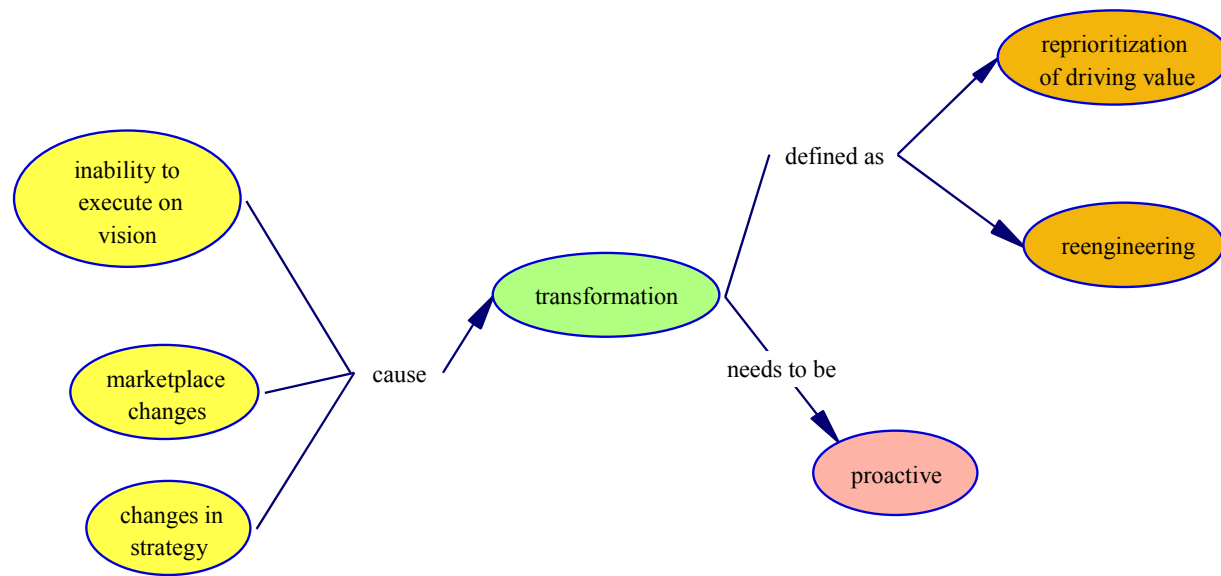 inability to
execute on
vision
marketplace
changes
changes in
strategy
cause
transformation
defined as
reprioritization
of driving value
reengineering
needs to be
proactive